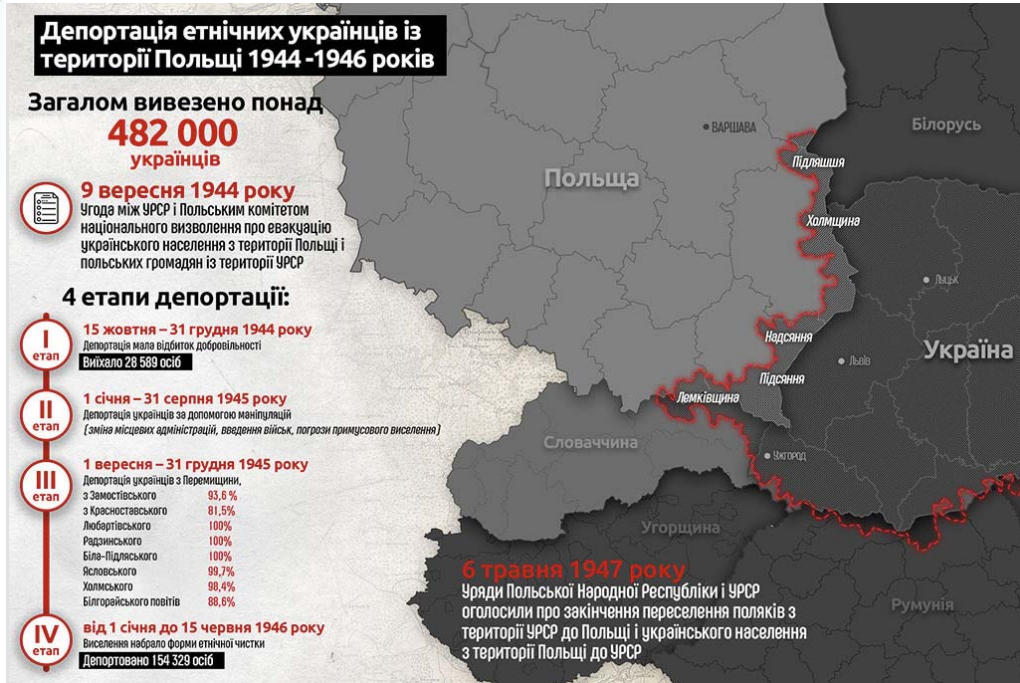 Депортація етнічних українців із
території Польщі 1944 -1946 років
Загалом вивезено понад
482 000
українців
9 вересня 1944 року
Угода між УРСР і Польським комітетом
національного визволення про евакуацію
українського населення з території Польщі і
польських громадян із території УРСР
4 етапи депортації:
I
етап
15 жовтня – 31 грудня 1944 року
Депортація мала відбиток добровільності
Виїхало 28 589 осіб
II
етап
1 січня – 31 серпня 1945 року
Депортація українців за допомогою маніпуляцій
(зміна місцевих адміністрацій, введення військ, погрози примусового виселення)
III
етап
1 вересня – 31 грудня 1945 року
Депортація українців з Перемищини,
з Замостівського 93,6 %
з Красноставського 81,5%
Любартівського 100%
Радзинського 100%
Біла-Підляського 100%
Ясловського 99,7%
Холмського 98,4%
Білгорайського повітів 88,6%
IV
етап
від 1 січня до 15 червня 1946 року
Виселення набрало форми етнічної чистки
Депортовано 154 329 осіб
ВАРШАВА
Білорусь
Підляшшя
Польща
Холмщина
Луцьк
Надсяння
Львів
Україна
Підсяння
Лемківщина
Словаччина
Ужгород
Угорщина
Румунія
6 травня 1947 року
Уряди Польської Народної Республіки і УРСР
оголосили про закінчення переселення поляків з
території УРСР до Польщі і українського населення
з території Польщі до УРСР